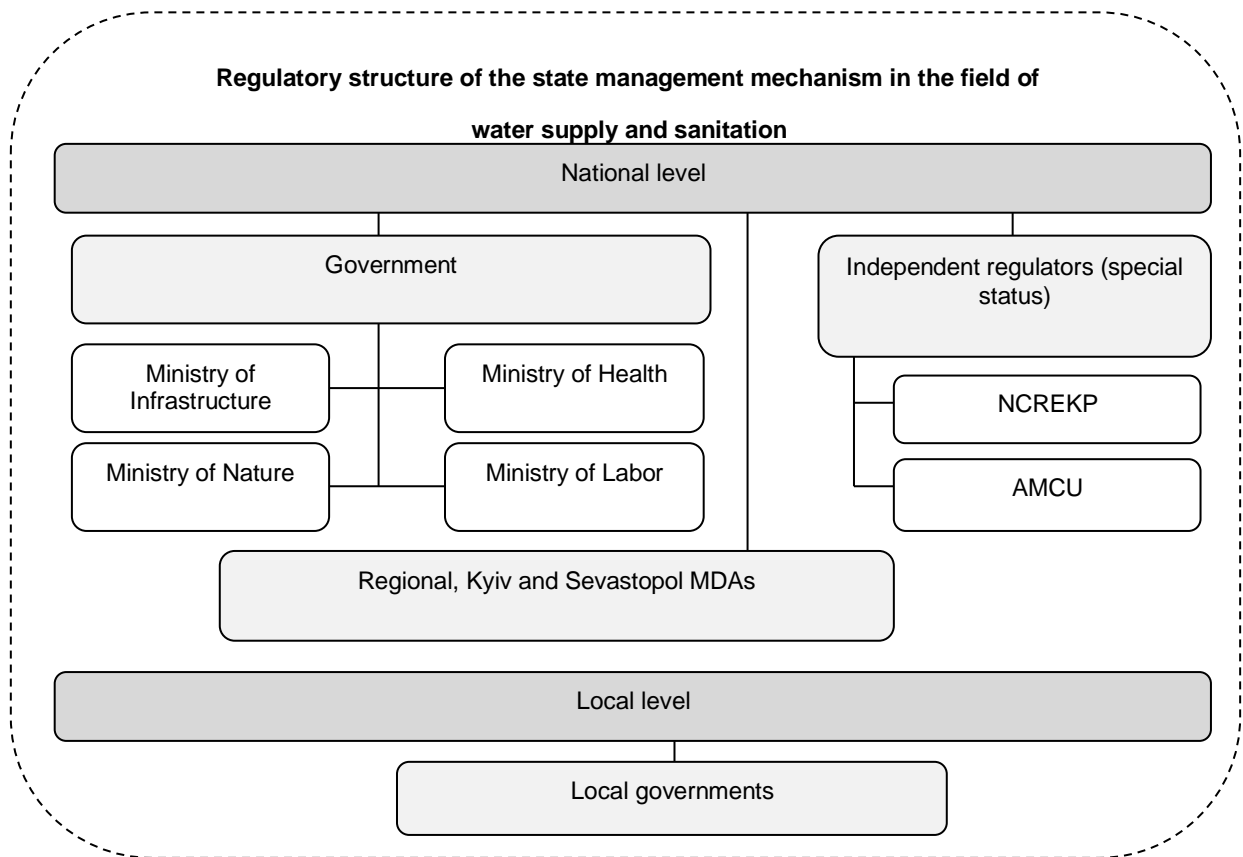 Regulatory structure of the state management mechanism in the field of
water supply and sanitation
National level
Government
Independent regulators (special
status)
Ministry of
Infrastructure
Ministry of Health
NCREKP
Ministry of Nature
Ministry of Labor
AMCU
Regional, Kyiv and Sevastopol MDAs
Local level
Local governments